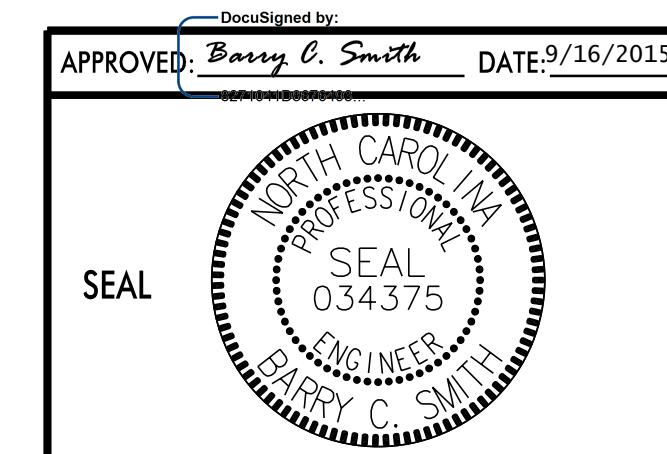 DocuSigned by:
APPROVED: Barry C. Smith DATE: 9/16/2015
SEAL
NORTH CAROLINA
PROFESSIONAL
SEAL
034375
ENGINEER
BARRY C. SMITH